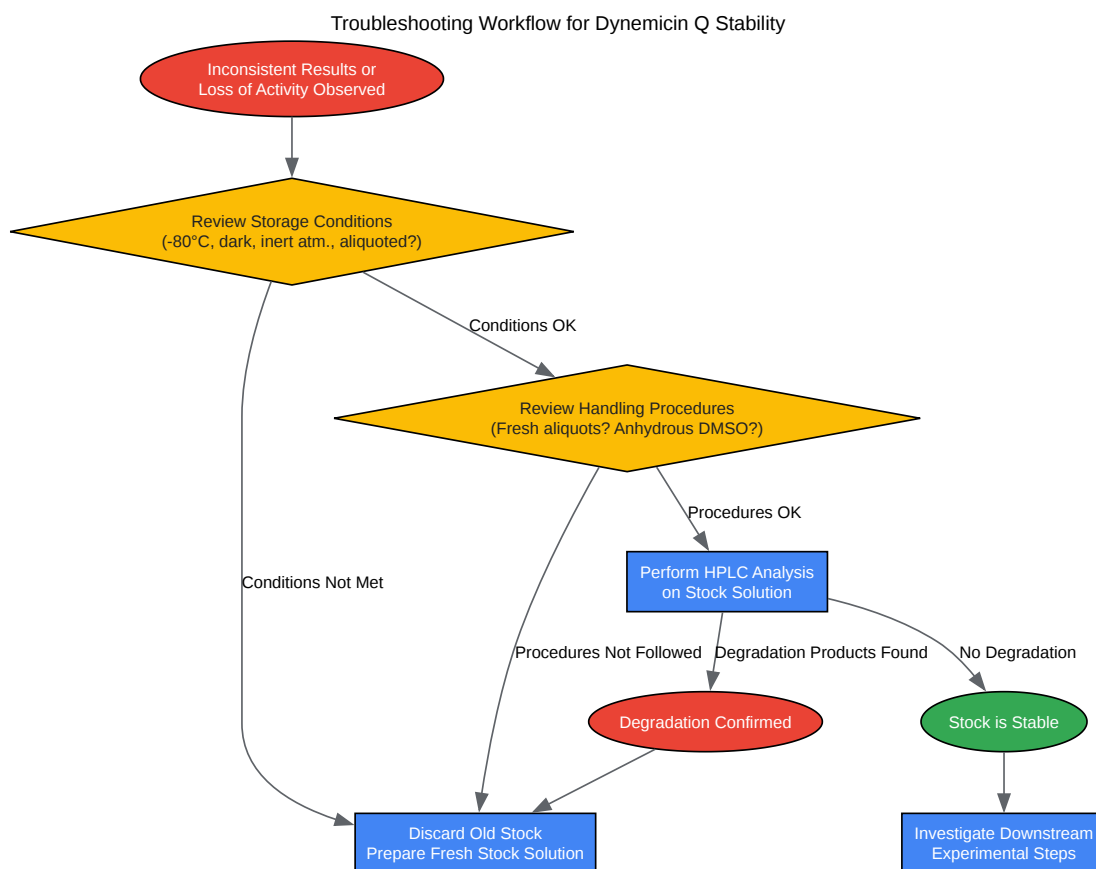 Troubleshooting Workflow for Dynemicin Q Stability
Inconsistent Results or
Loss of Activity Observed
Review Storage Conditions
(-80°C, dark, inert atm., aliquoted?)
Conditions OK
Review Handling Procedures
(Fresh aliquots? Anhydrous DMSO?)
Procedures OK
Perform HPLC Analysis
on Stock Solution
Conditions Not Met
Procedures Not Followed
Degradation Products Found
No Degradation
Degradation Confirmed
Stock is Stable
Discard Old Stock
Prepare Fresh Stock Solution
Investigate Downstream
Experimental Steps